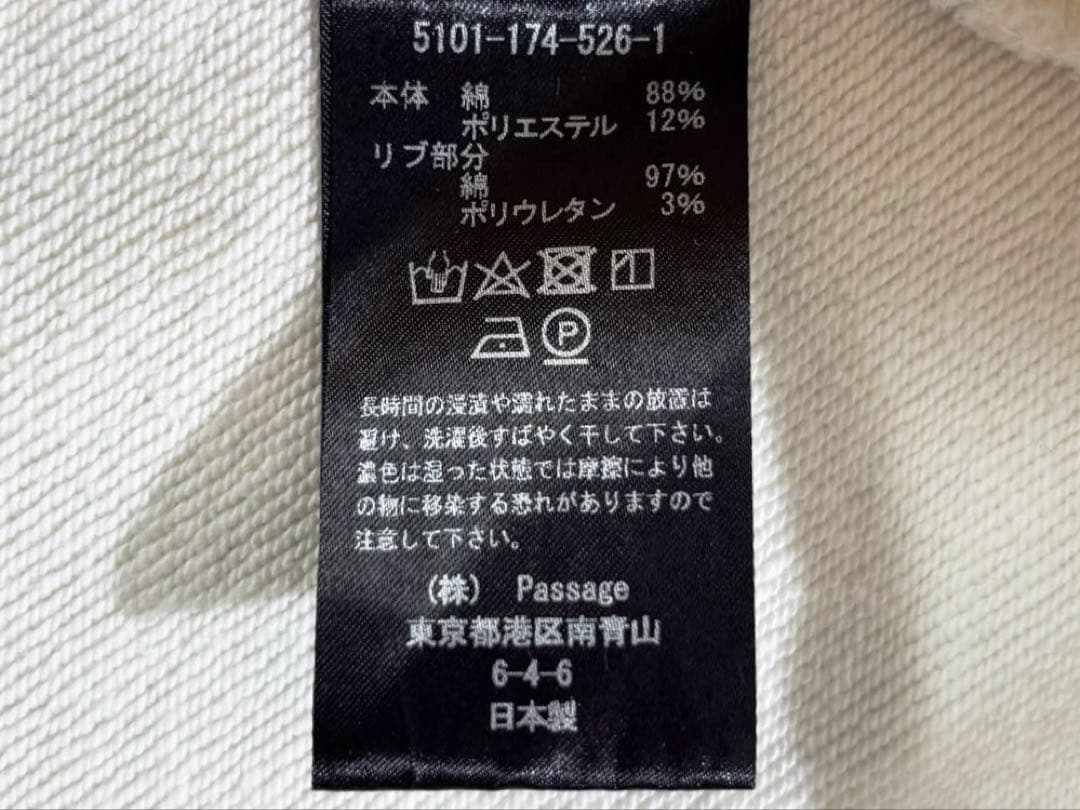 5101-174-526-1
本体 綿 88%
ポリエステル 12%
リブ部分
綿 97%
ポリウレタン 3%
P
長時間の浸漬や濡れたままの放置は
避け、洗濯後すばやく干して下さい。
濃色は湿った状態では摩擦により他
の物に移染する恐れがありますので
注意して下さい。
(株) Passage
東京都港区南青山
6-4-6
日本製